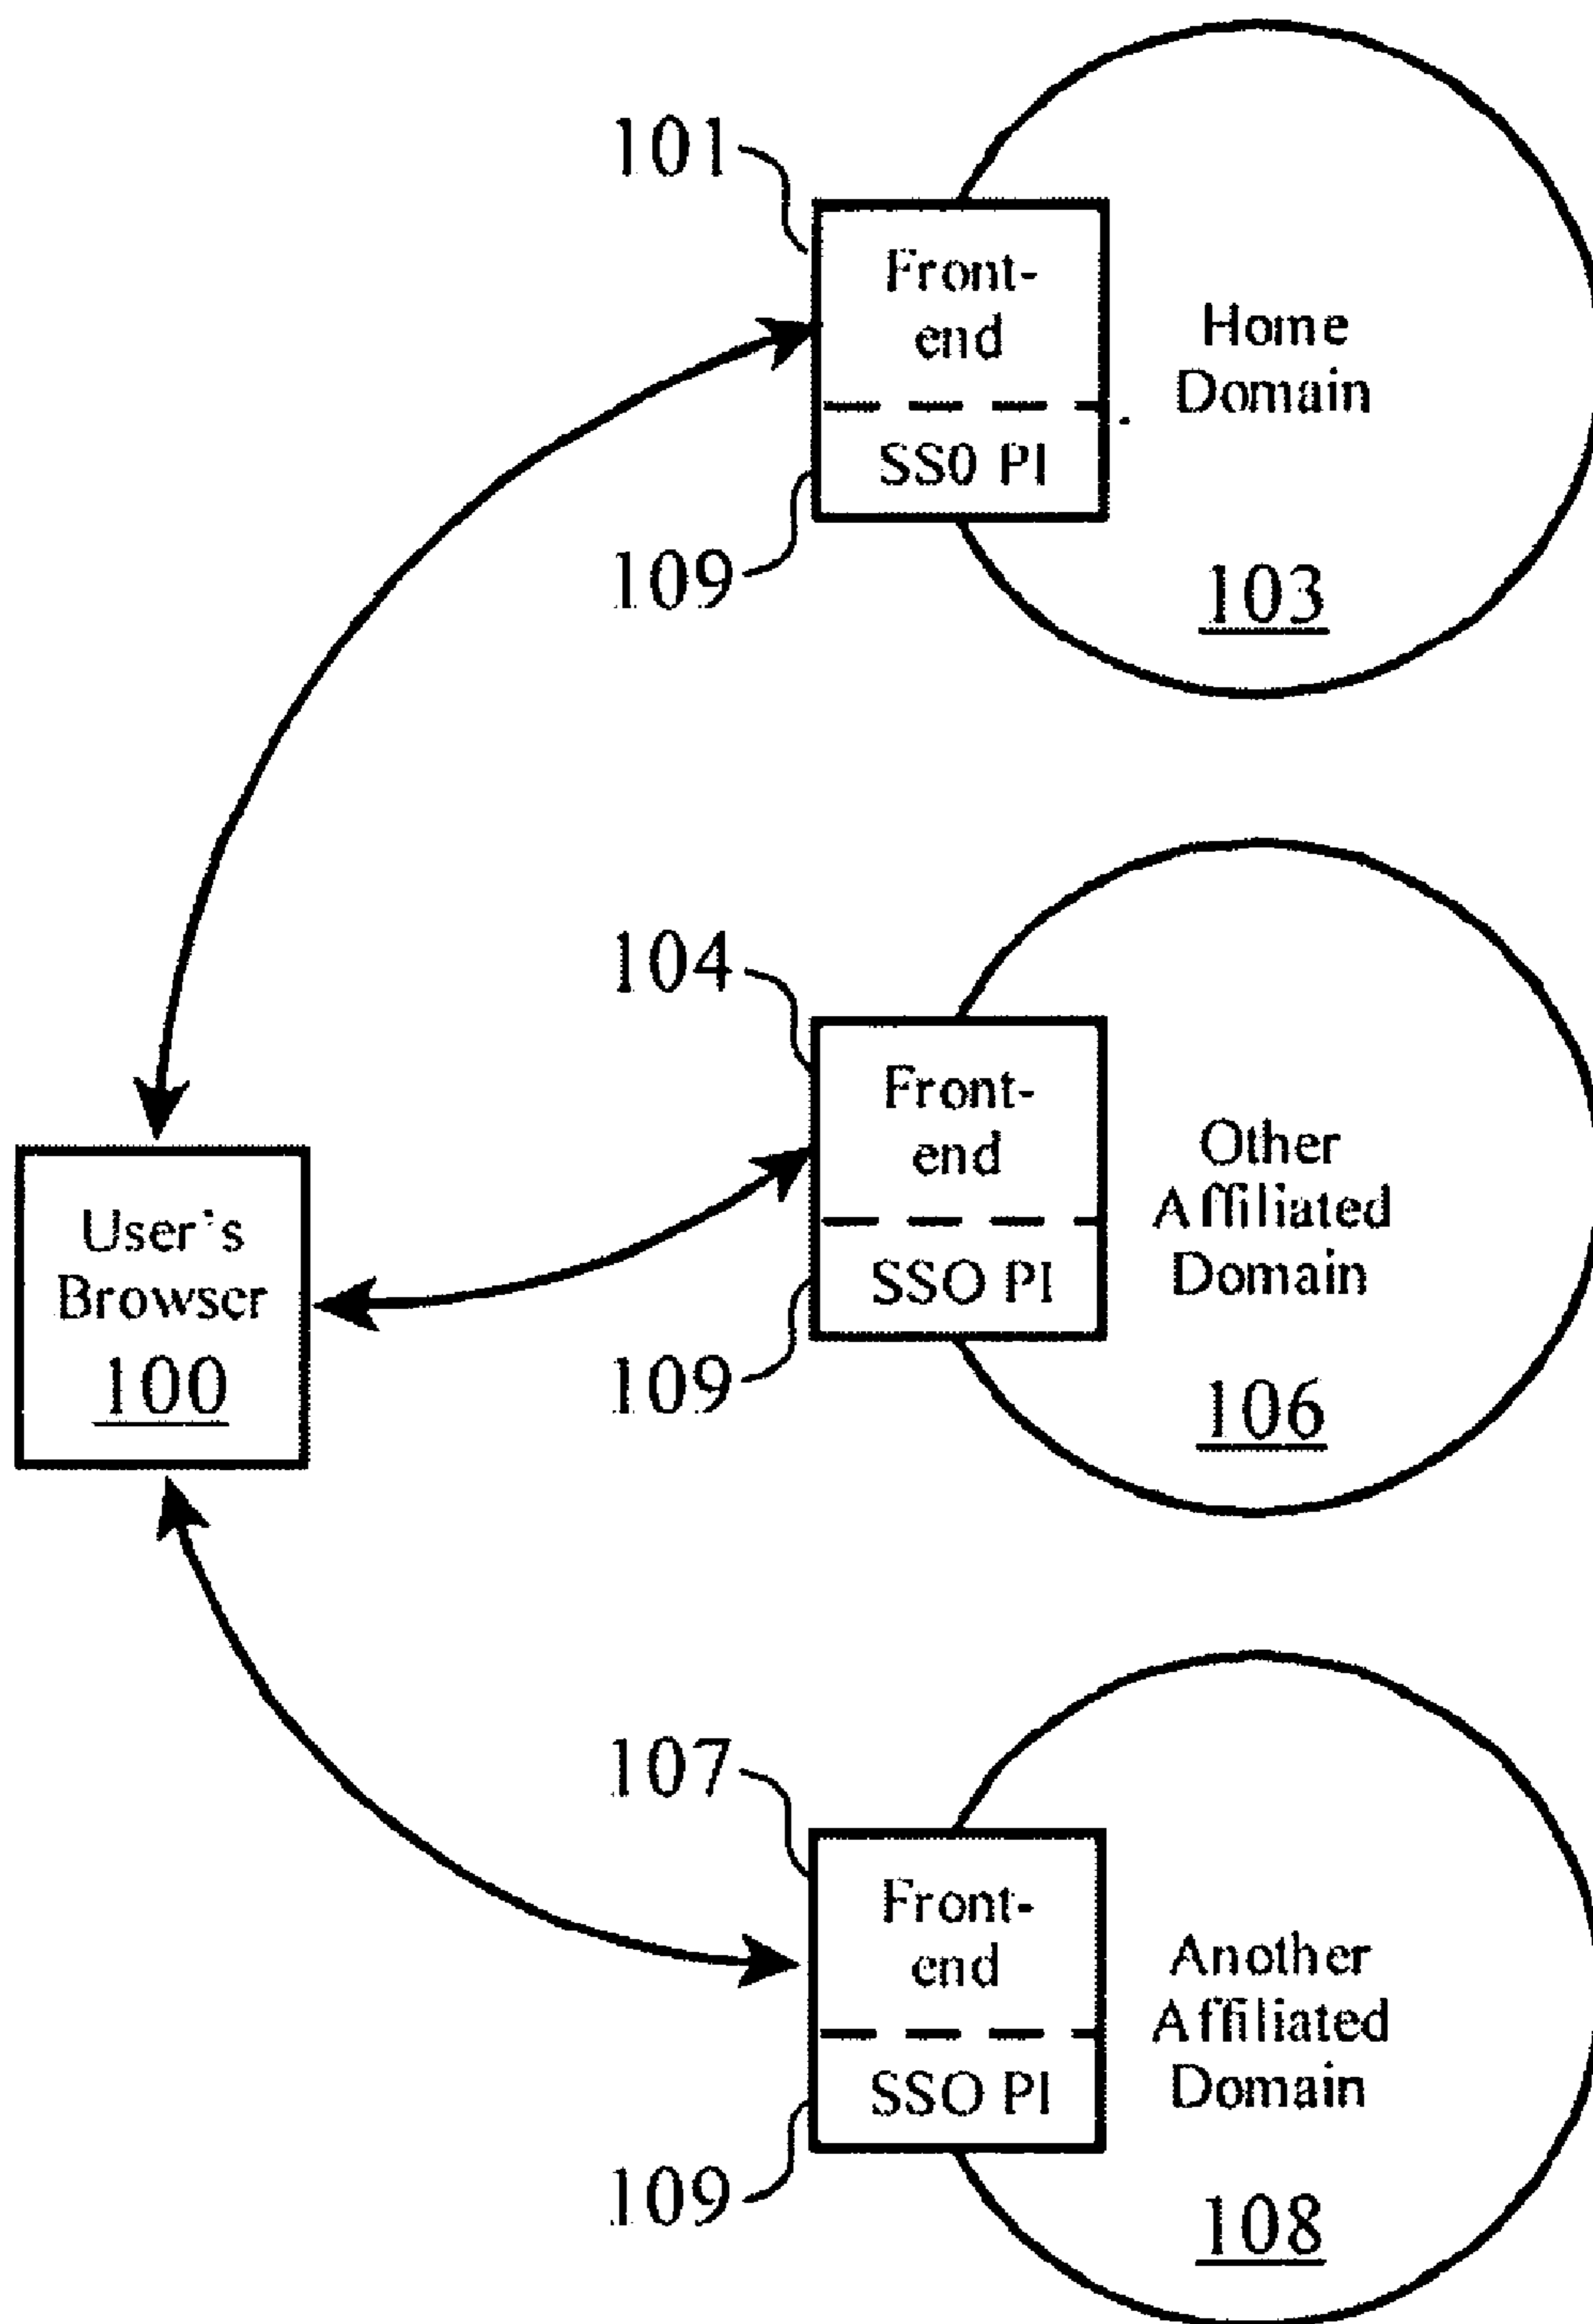 101
Front-
end
SS0 PI
109
Home
Domain
103
104
Front-
end
SSO PI
109
Other
Affiliated
Domain
106
User's
Browser
100
107
Front-
end
SSO PI
109
Another
Affiliated
Domain
108